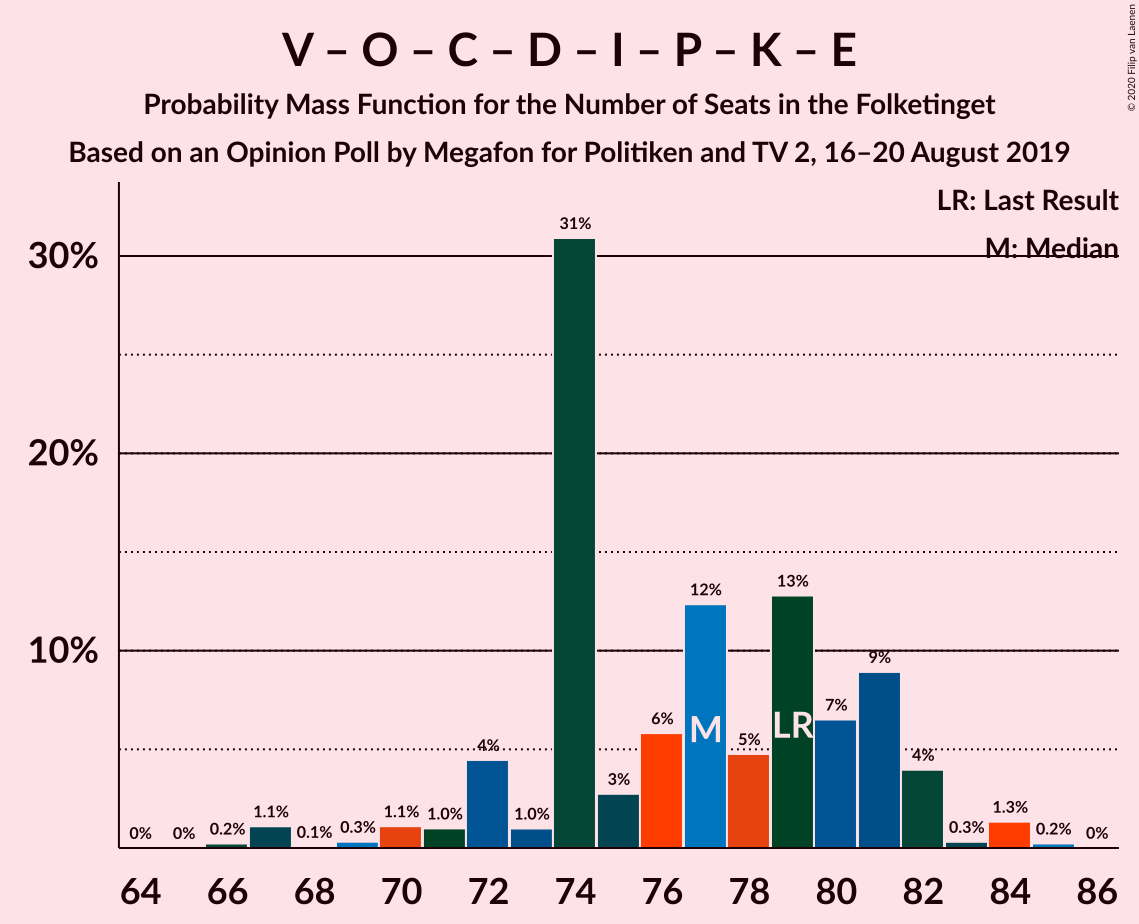 V – O – C – D – I – P – K – E
Probability Mass Function for the Number of Seats in the Folketinget
Based on an Opinion Poll by Megafon for Politiken and TV 2, 16–20 August 2019
© 2020 Filip van Laenen
LR: Last Result
M: Median
30%
20%
10%
0%
0%
0.2%
1.1%
0.1%
0.3%
1.1%
1.0%
4%
1.0%
31%
3%
6%
12%
5%
13%
7%
9%
4%
0.3%
1.3%
0.2%
0%
M
LR
64 66 68 70 72 74 76 78 80 82 84 86